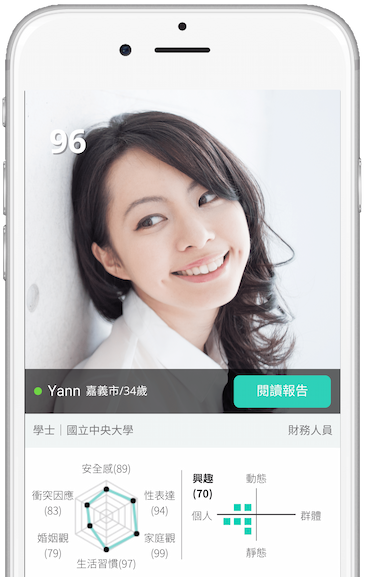 96
Yann 嘉義市/34歲
閱讀報告
學士｜國立中央大學
財務人員
安全感(89)
衝突因應
(83)
性表達
(94)
婚姻觀
(79)
家庭觀
(99)
生活習慣(97)
興趣
(70)
動態
個人
群體
靜態